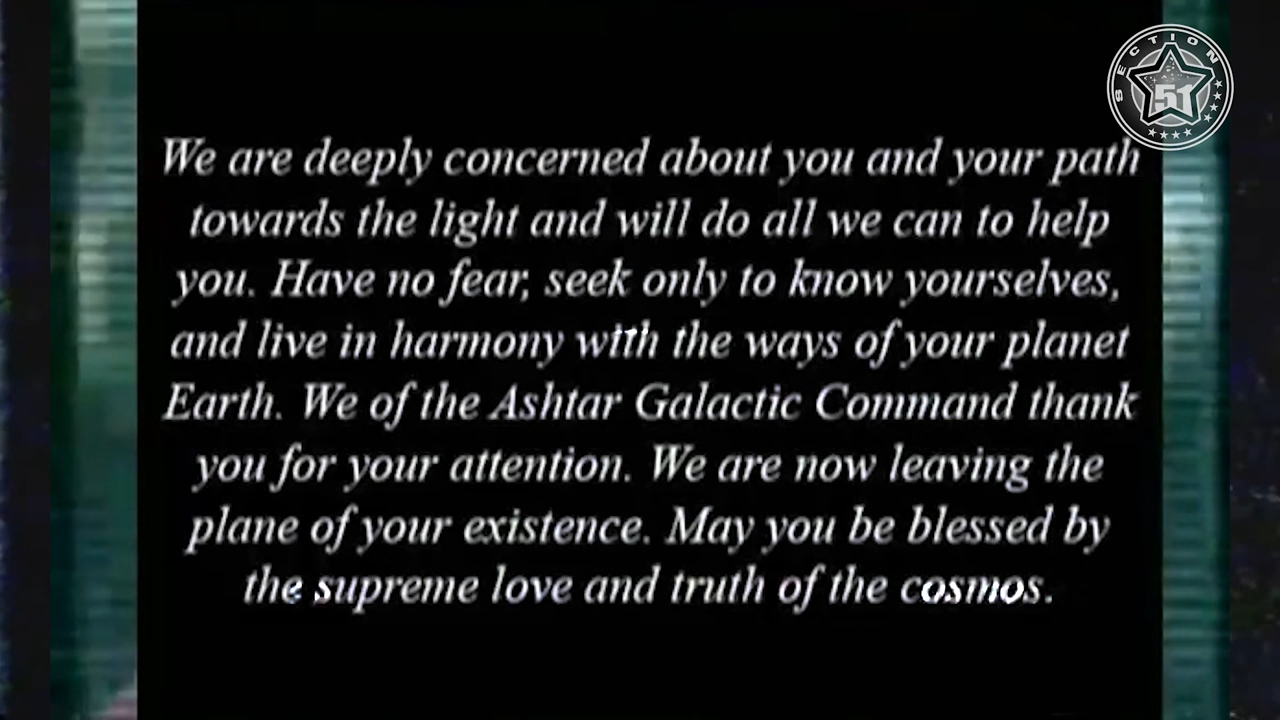 SECTION
51
We are deeply concerned about you and your path
towards the light and will do all we can to help
you. Have no fear, seek only to know yourselves,
and live in harmony with the ways of your planet
Earth. We of the Ashtar Galactic Command thank
you for your attention. We are now leaving the
plane of your existence. May you be blessed by
the supreme love and truth of the cosmos.